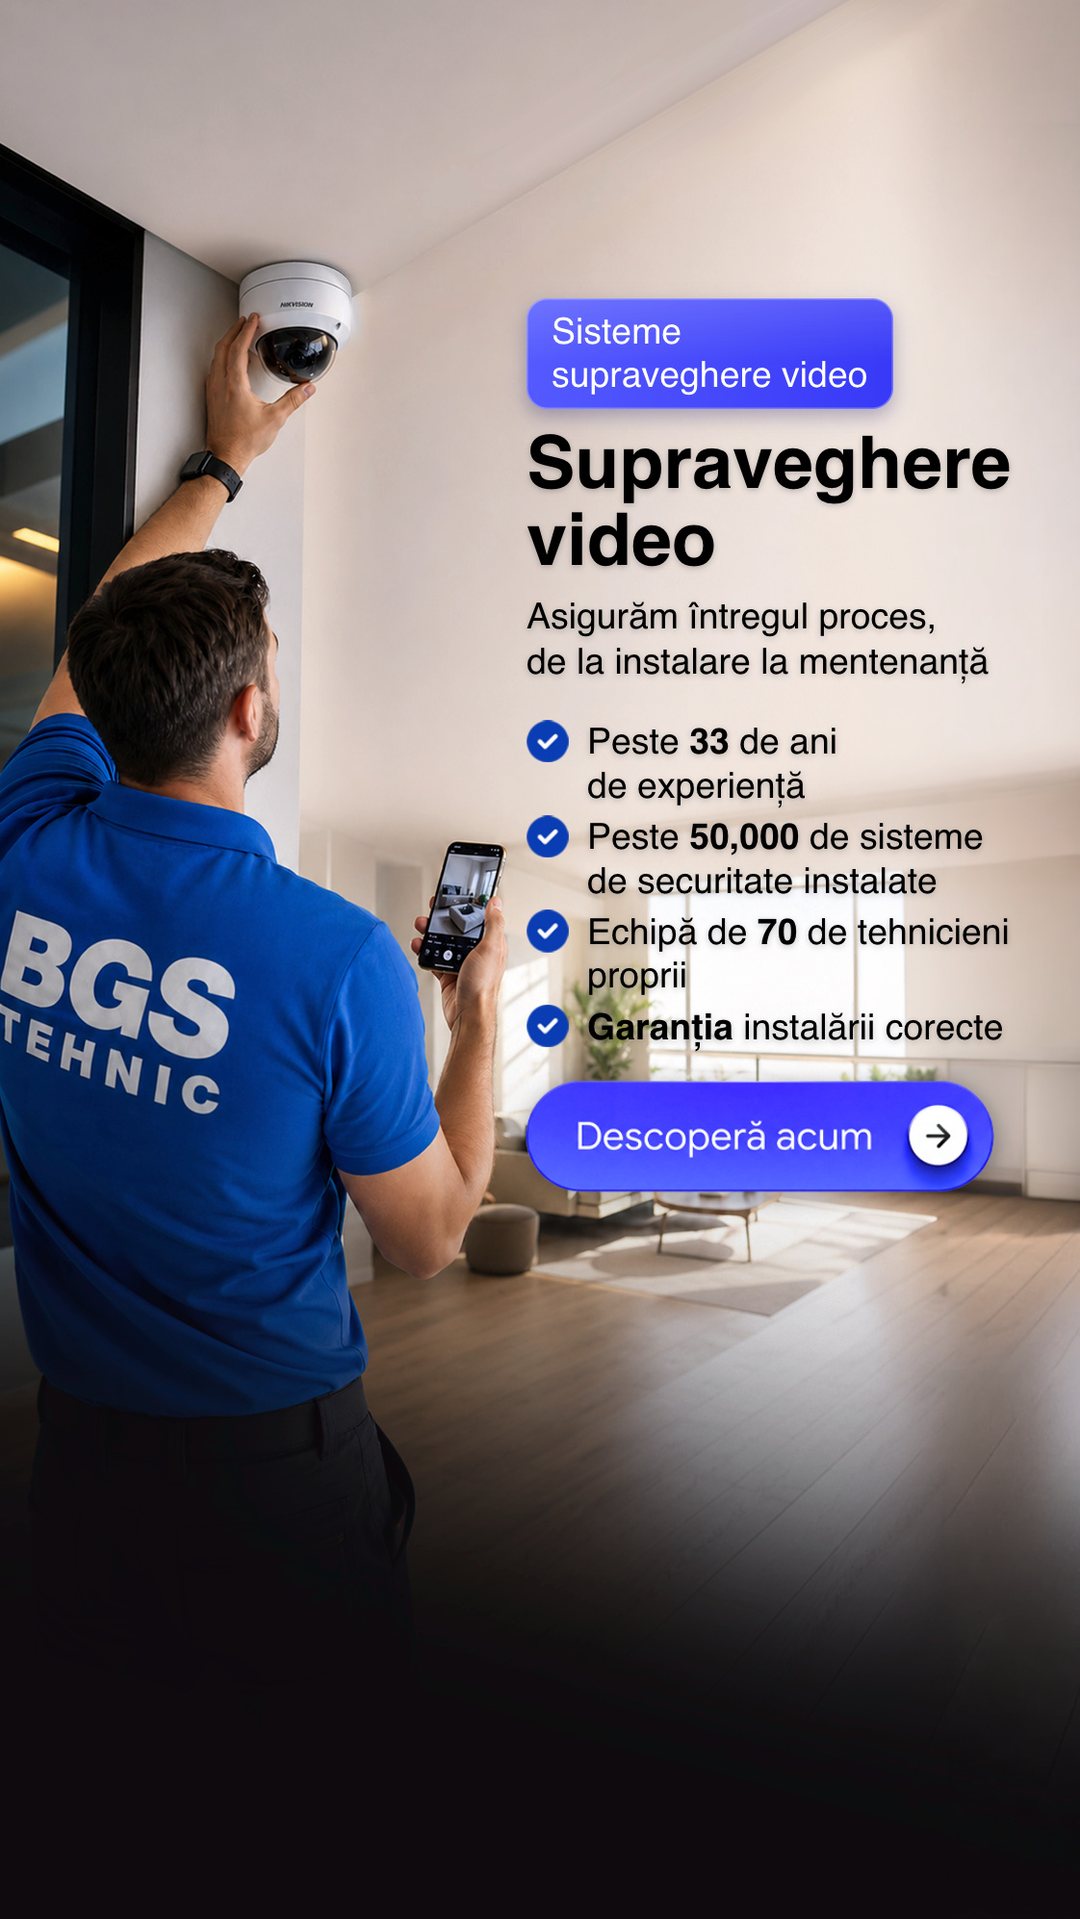 HIKVISION
Sisteme
supraveghere video
Supraveghere
video
Asigurăm întregul proces,
de la instalare la mentenanță
Peste 33 de ani
de experiență
Peste 50,000 de sisteme
de securitate instalate
Echipă de 70 de tehnicieni
proprii
Garanția instalării corecte
Descoperă acum
BGS
TEHNIC